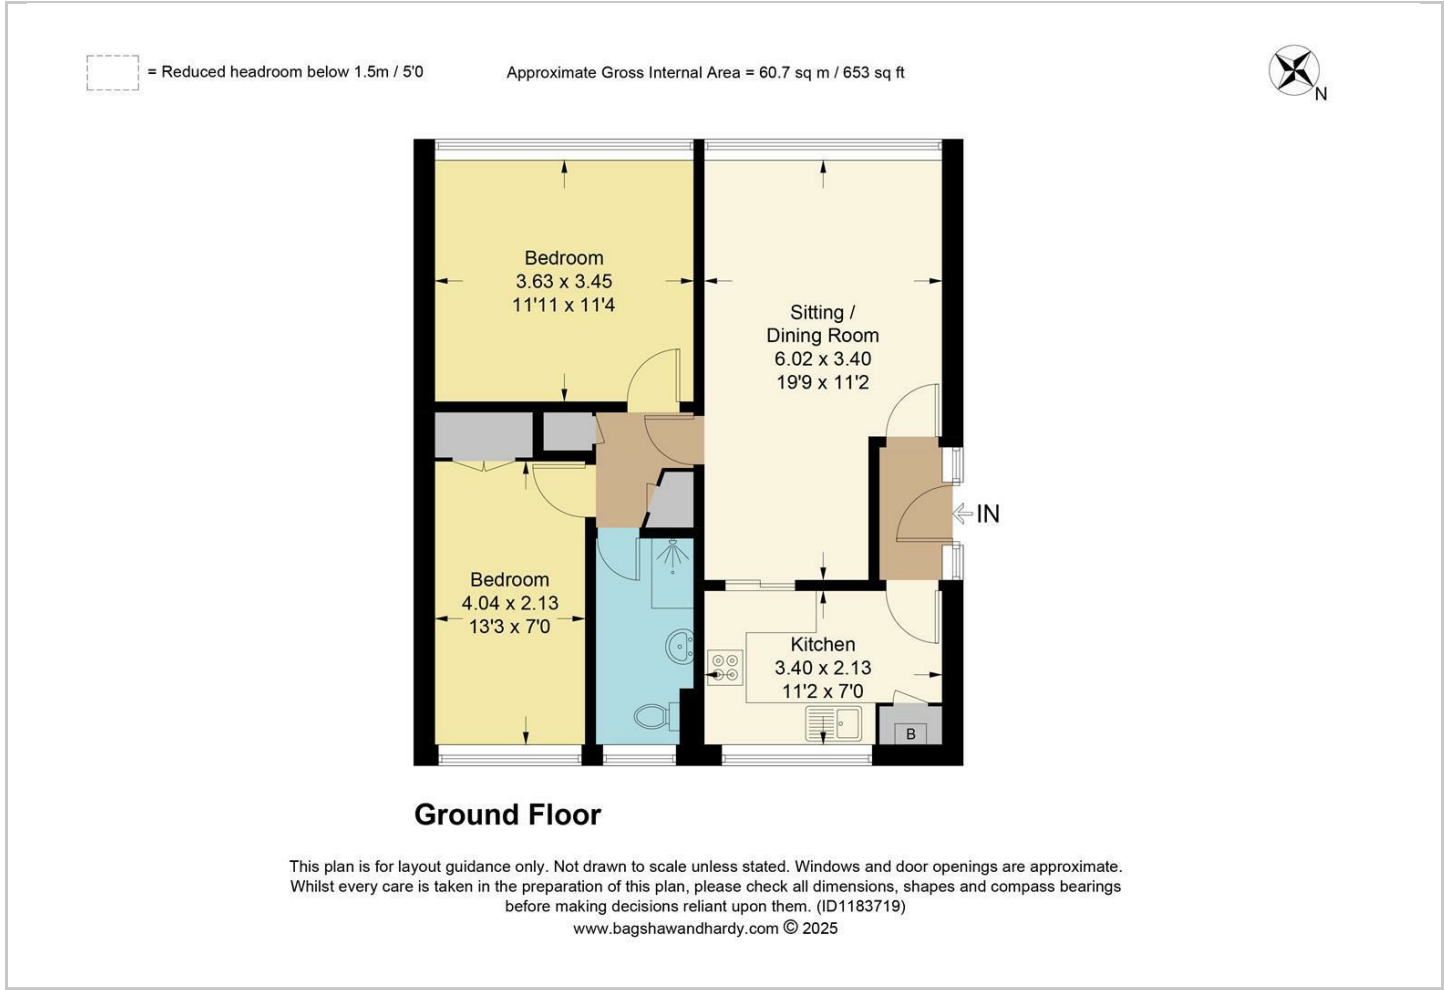 = Reduced headroom below 1.5m / 5'0
Approximate Gross Internal Area = 60.7 sq m / 653 sq ft
N
Bedroom
3.63 x 3.45
11'11 x 11'4
Sitting /
Dining Room
6.02 x 3.40
19'9 x 11'2
IN
Bedroom
4.04 x 2.13
13'3 x 7'0
Kitchen
3.40 x 2.13
11'2 x 7'0
B
Ground Floor
This plan is for layout guidance only. Not drawn to scale unless stated. Windows and door openings are approximate.
Whilst every care is taken in the preparation of this plan, please check all dimensions, shapes and compass bearings
before making decisions reliant upon them. (ID1183719)
www.bagshawandhardy.com © 2025